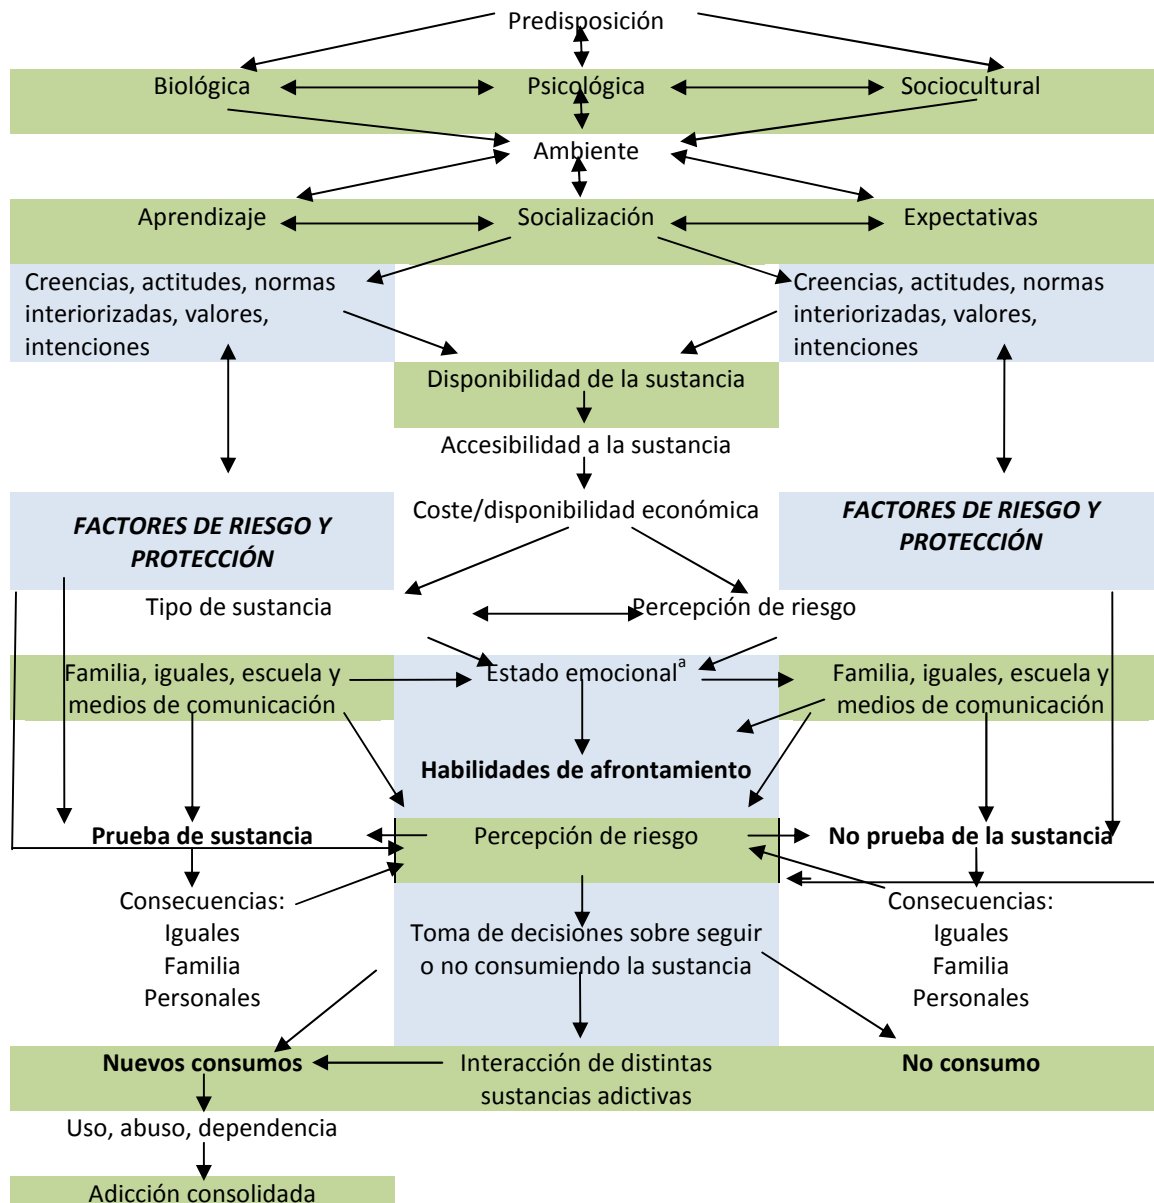 Predisposición
Biológica
Psicológica
Sociocultural
Ambiente
Aprendizaje
Socialización
Expectativas
Creencias, actitudes, normas
interiorizadas, valores,
intenciones
Creencias, actitudes, normas
interiorizadas, valores,
intenciones
Disponibilidad de la sustancia
Accesibilidad a la sustancia
Coste/disponibilidad económica
FACTORES DE RIESGO Y
PROTECCIÓN
FACTORES DE RIESGO Y
PROTECCIÓN
Tipo de sustancia
Percepción de riesgo
Familia, iguales, escuela y
medios de comunicación
Estado emocionalª
Familia, iguales, escuela y
medios de comunicación
Habilidades de afrontamiento
Prueba de sustancia
Percepción de riesgo
No prueba de la sustancia
Consecuencias:
Iguales
Familia
Personales
Toma de decisiones sobre seguir
o no consumiendo la sustancia
Consecuencias:
Iguales
Familia
Personales
Nuevos consumos
Interacción de distintas
sustancias adictivas
No consumo
Uso, abuso, dependencia
Adicción consolidada